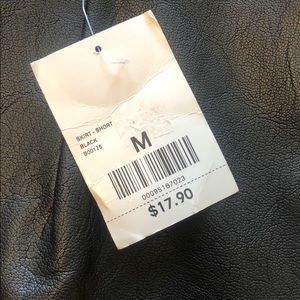 SKIRT - SHORT
BLACK
800135
M
00095187023
$17.90